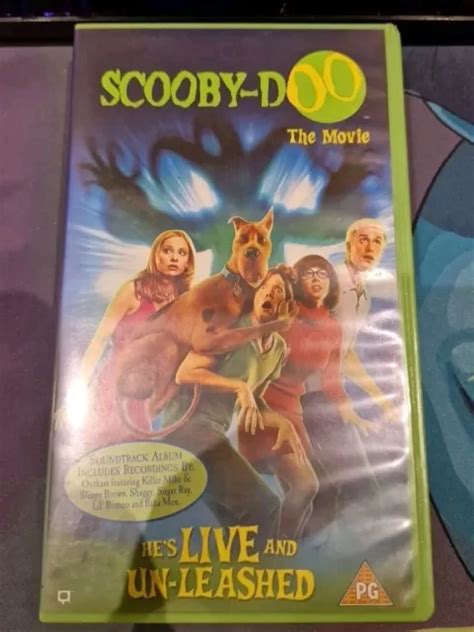 SCOOBY-DOO
The Movie
SOUNDTRACK ALBUM
INCLUDES RECORDINGS BY:
Outkast featuring Killer Mike &
Sleepy Brown, Shaggy, Sugar Ray,
Lil' Romeo and Baha Men.
HE'S LIVE AND
UN-LEASHED
PG